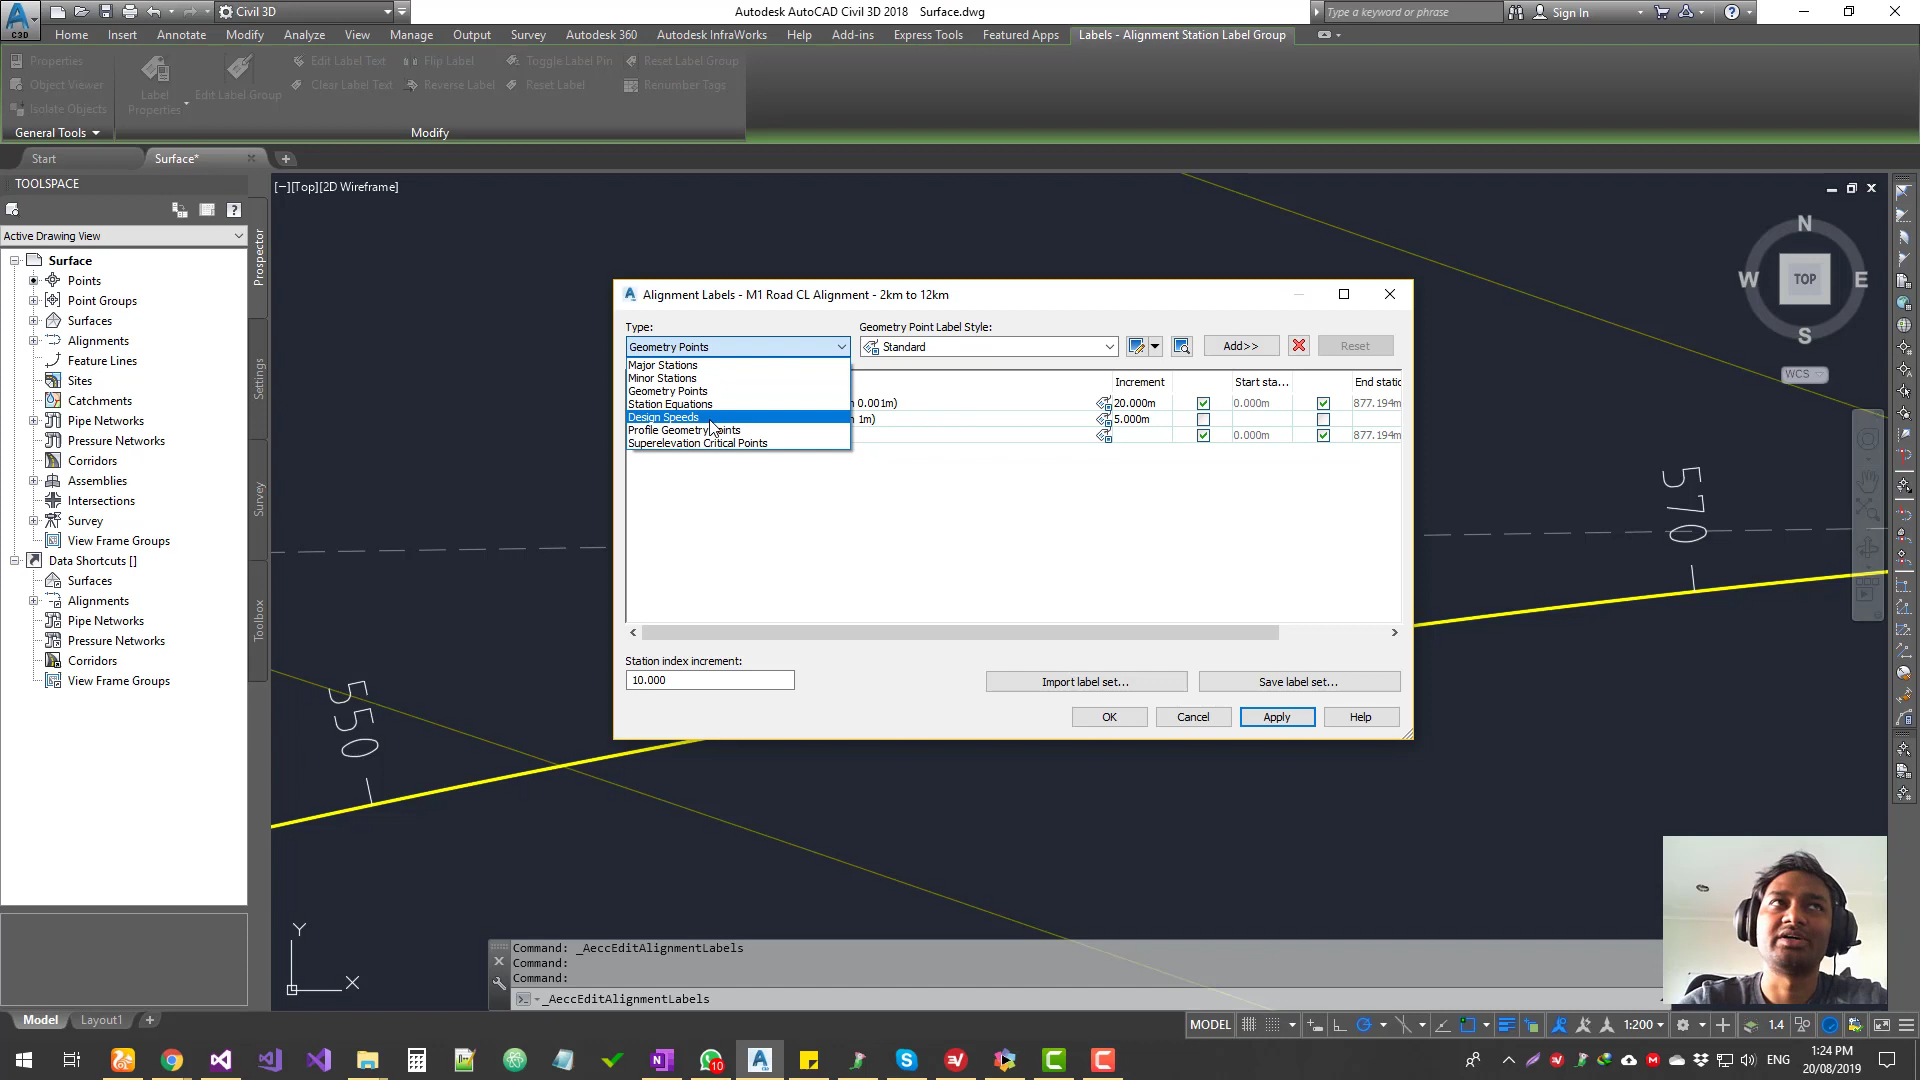 Civil 3D
Autodesk AutoCAD Civil 3D 2018   Surface.dwg
Type a keyword or phrase
Sign In
C3D
Home Insert Annotate Modify Analyze View Manage Output Survey Autodesk 360 Autodesk InfraWorks Help Add-ins Express Tools Featured Apps Labels - Alignment Station Label Group
Properties
Object Viewer
Isolate Objects
Label Properties
Edit Label Group
Edit Label Text
Clear Label Text
Flip Label
Reverse Label
Toggle Label Pin
Reset Label
Reset Label Group
Renumber Tags
General Tools
Modify
Start
Surface*
TOOLSPACE
Active Drawing View
Surface
Points
Point Groups
Surfaces
Alignments
Feature Lines
Sites
Catchments
Pipe Networks
Pressure Networks
Corridors
Assemblies
Intersections
Survey
View Frame Groups
Data Shortcuts []
Surfaces
Alignments
Pipe Networks
Pressure Networks
Corridors
View Frame Groups
Prospector
Settings
Survey
Toolbox
[−][Top][2D Wireframe]
N
W TOP E
S
WCS
570
550
Y
X
Alignment Labels - M1 Road CL Alignment - 2km to 12km
Type:
Geometry Points
Major Stations
Minor Stations
Geometry Points
Station Equations
Design Speeds
Superelevation Critical Points
Geometry Point Label Style:
Standard
Add>>
Reset
Increment Start sta... End static
0.001m) 20.000m 0.000m 877.194m
1m) 5.000m
0.000m 877.194m
Station index increment:
10.000
Import label set...
Save label set...
OK
Cancel
Apply
Help
Command: _AeccEditAlignmentLabels
Command:
Command:
_AeccEditAlignmentLabels
Model
Layout1
MODEL
1:200
1.4
10
ENG
1:24 PM
20/08/2019